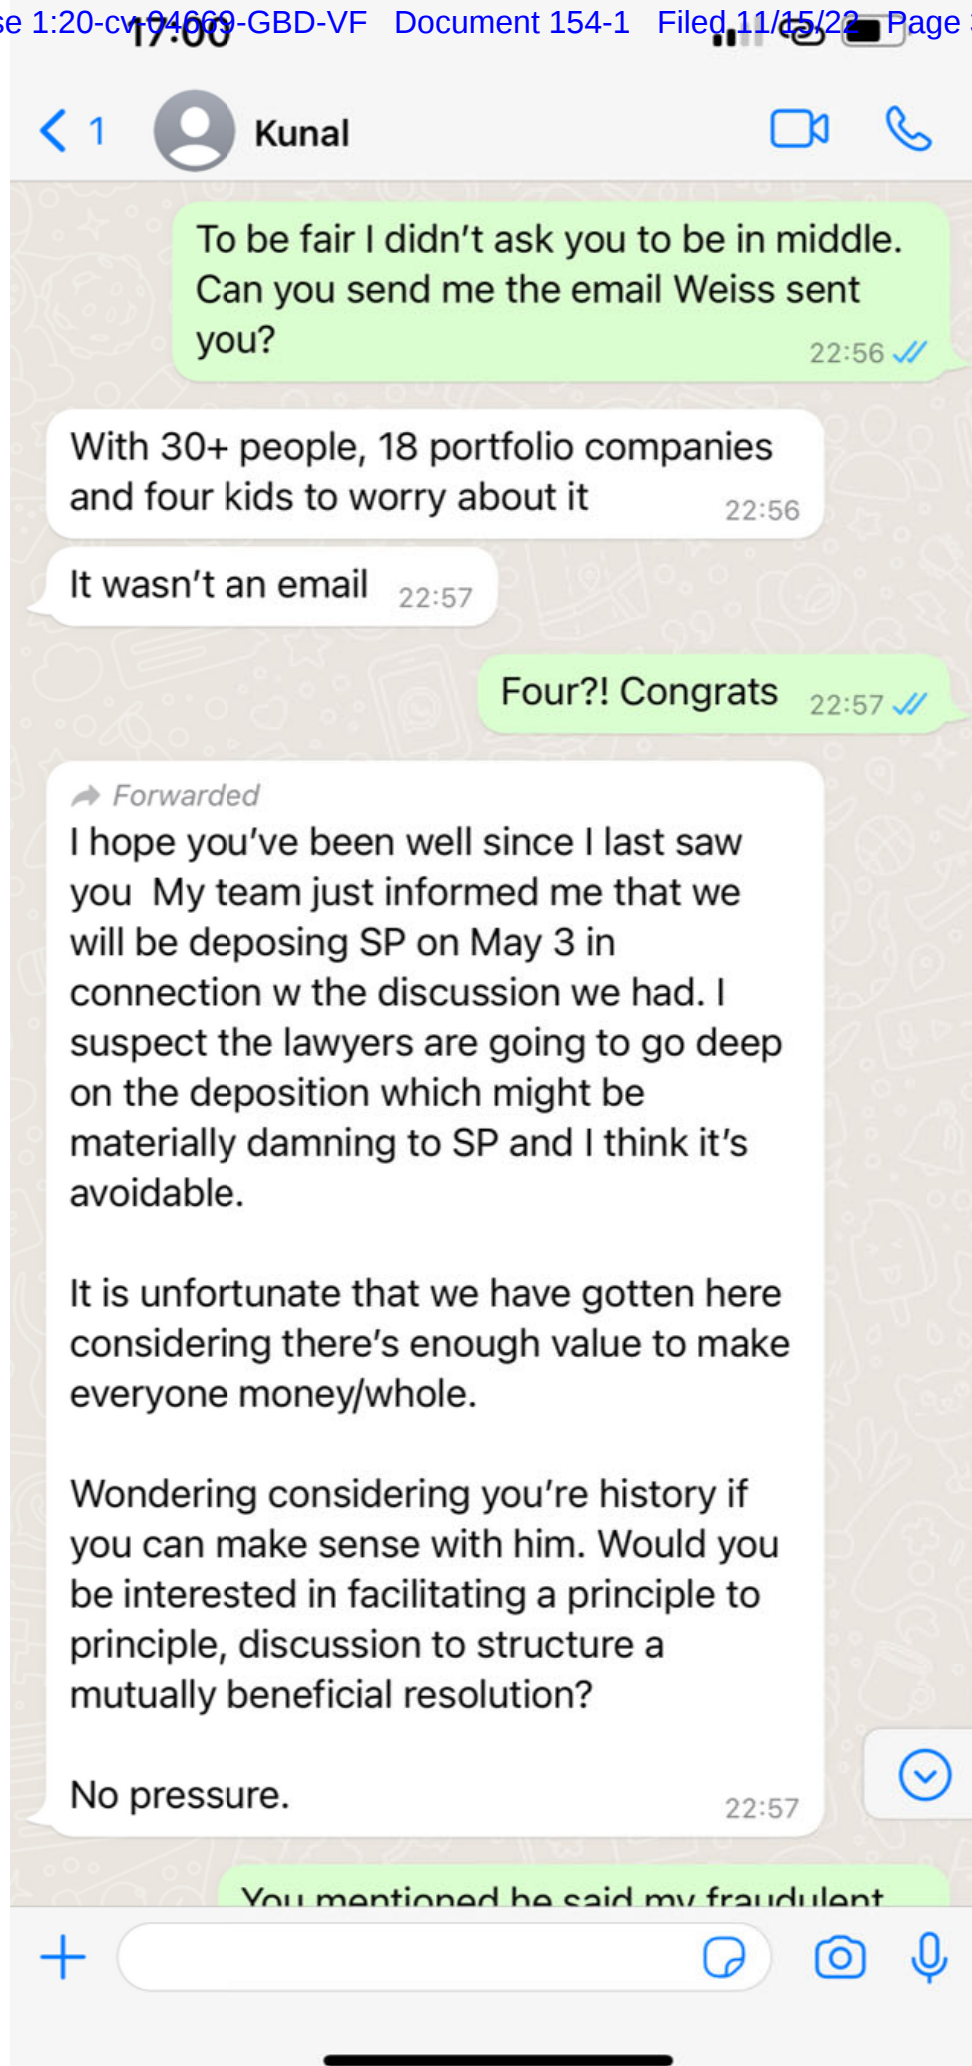 se 1:20-cv-04669-GBD-VF Document 154-1 Filed 11/15/22 Page
17:00
1
Kunal
To be fair I didn’t ask you to be in middle.
Can you send me the email Weiss sent
you?
22:56
With 30+ people, 18 portfolio companies
and four kids to worry about it
22:56
It wasn’t an email 22:57
Four?! Congrats 22:57
Forwarded
I hope you’ve been well since I last saw
you My team just informed me that we
will be deposing SP on May 3 in
connection w the discussion we had. I
suspect the lawyers are going to go deep
on the deposition which might be
materially damning to SP and I think it’s
avoidable.
It is unfortunate that we have gotten here
considering there’s enough value to make
everyone money/whole.
Wondering considering you’re history if
you can make sense with him. Would you
be interested in facilitating a principle to
principle, discussion to structure a
mutually beneficial resolution?
No pressure.
22:57
You mentioned he said my fraudulent